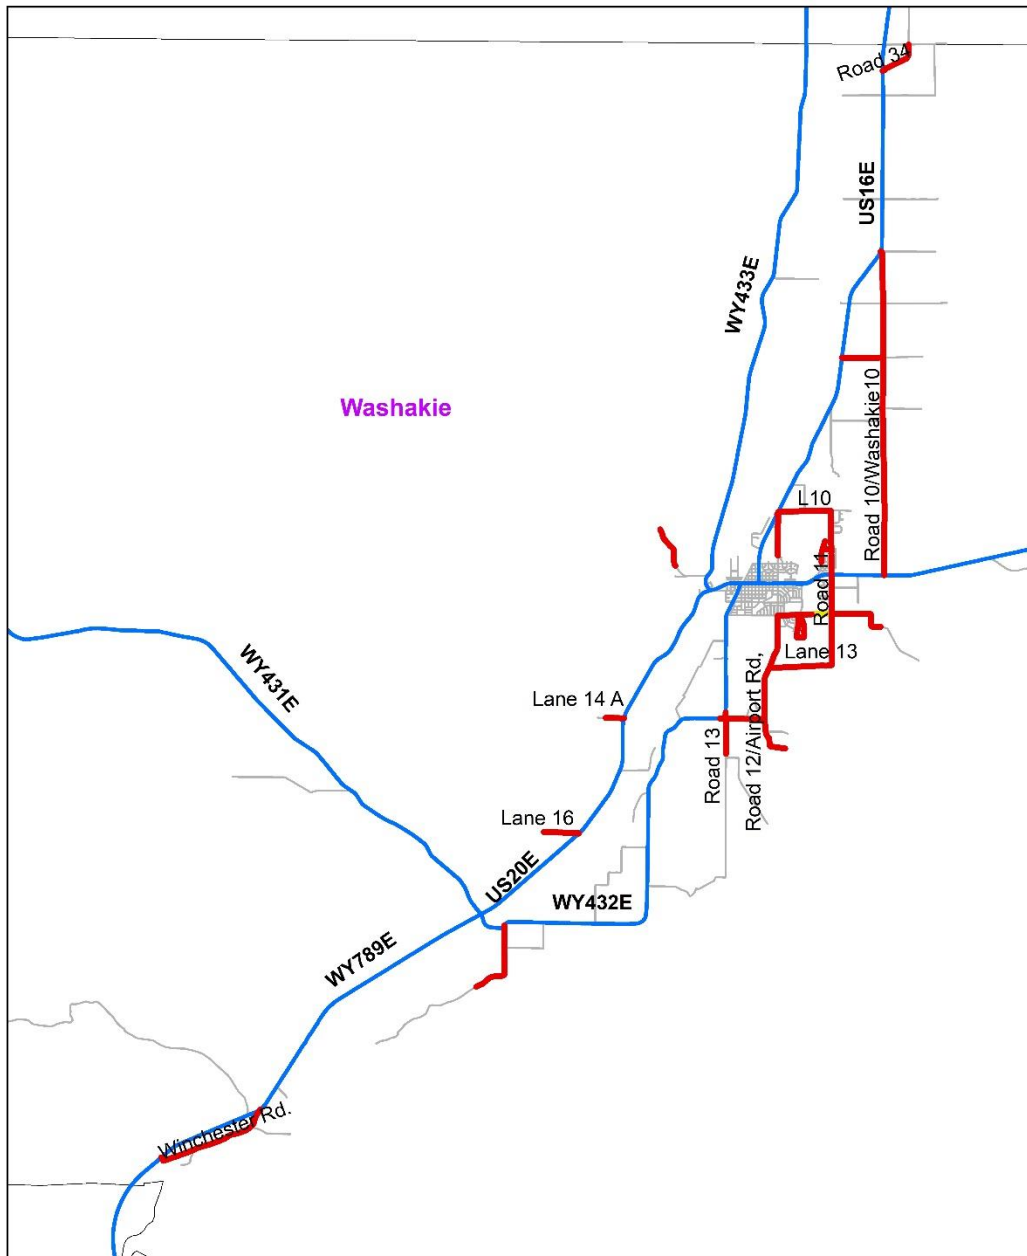 Road 34
US16E
WY433E
Washakie
Road 10/Washakie10
L10
Road 11
WY431E
Lane 13
Lane 14 A
Road 13
Road 12/Airport Rd,
Lane 16
US20E
WY432E
WY789E
Winchester Rd.